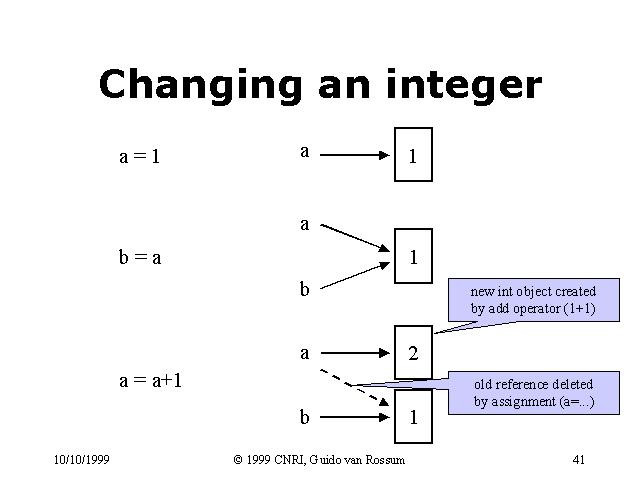 Changing an integer
a = 1
a
1
a
b = a
1
b
new int object created
by add operator (1+1)
a
2
a = a+1
old reference deleted
by assignment (a=...)
b
1
10/10/1999
© 1999 CNRI, Guido van Rossum
41